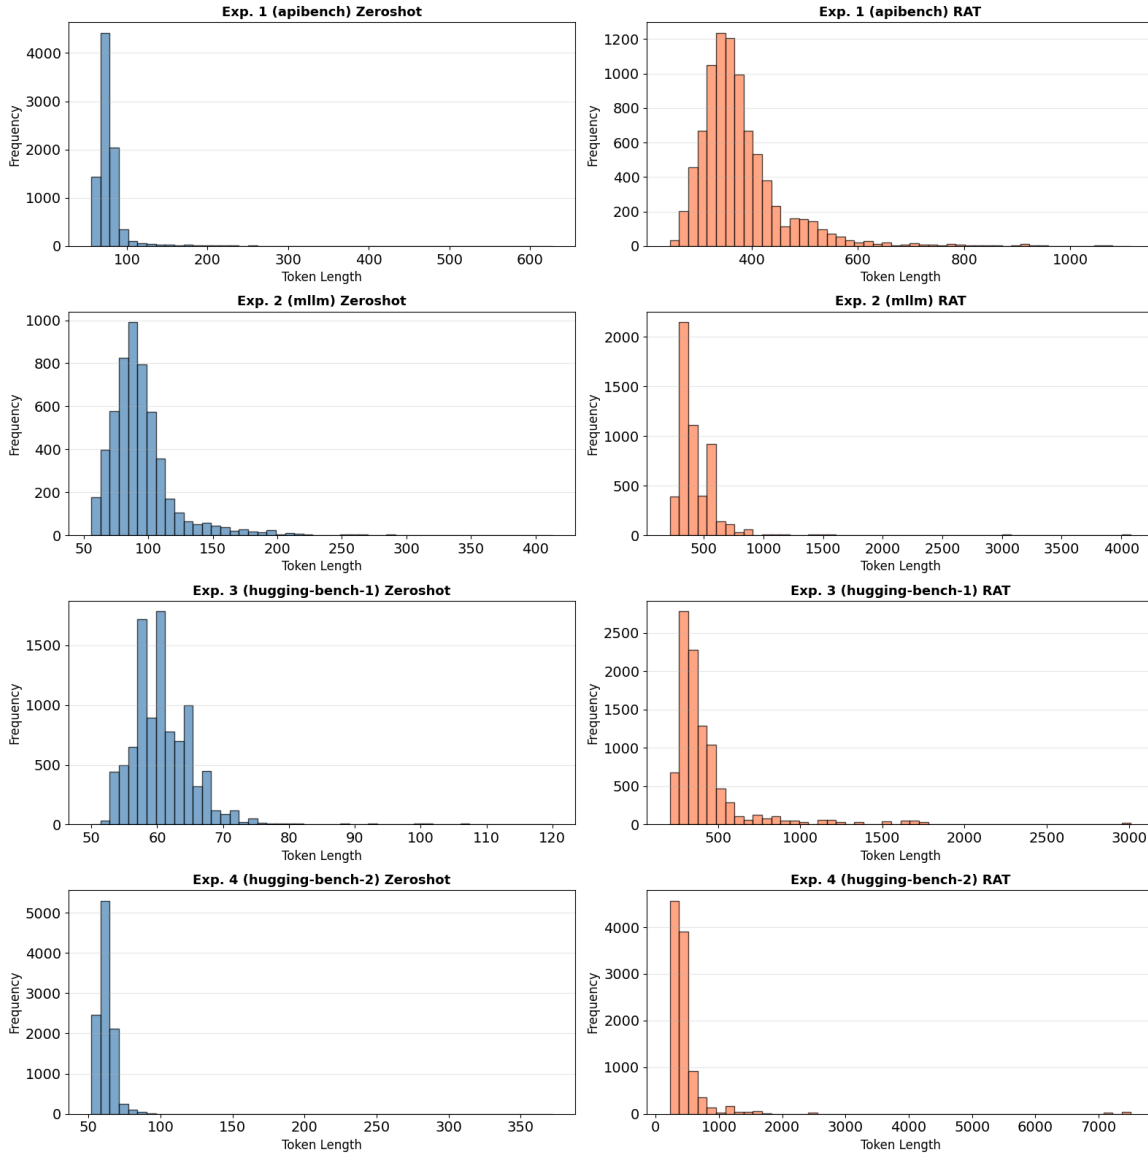 Exp. 1 (apibench) Zeroshot
4000
3000
2000
1000
0
Frequency
100 200 300 400 500 600
Token Length
Exp. 1 (apibench) RAT
1200
1000
800
600
400
200
0
Frequency
400 600 800 1000
Token Length
Exp. 2 (mllm) Zeroshot
1000
800
600
400
200
0
Frequency
50 100 150 200 250 300 350 400
Token Length
Exp. 2 (mllm) RAT
2000
1500
1000
500
0
Frequency
500 1000 1500 2000 2500 3000 3500 4000
Token Length
Exp. 3 (hugging-bench-1) Zeroshot
1500
1000
500
0
Frequency
50 60 70 80 90 100 110 120
Token Length
Exp. 3 (hugging-bench-1) RAT
2500
2000
1500
1000
500
0
Frequency
500 1000 1500 2000 2500 3000
Token Length
Exp. 4 (hugging-bench-2) Zeroshot
5000
4000
3000
2000
1000
0
Frequency
50 100 150 200 250 300 350
Token Length
Exp. 4 (hugging-bench-2) RAT
4000
3000
2000
1000
0
Frequency
0 1000 2000 3000 4000 5000 6000 7000
Token Length